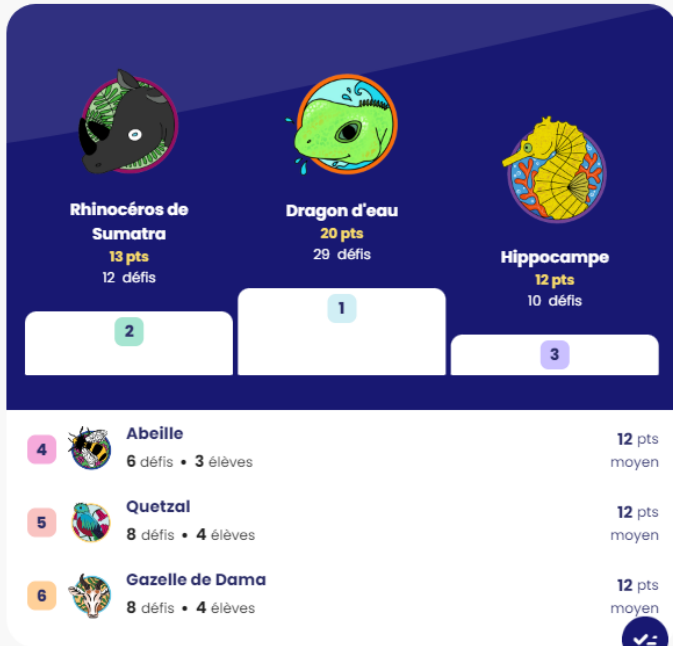 Rhinocéros de
Sumatra
13 pts
12 défis
Dragon d'eau
20 pts
29 défis
Hippocampe
12 pts
10 défis
2
1
3
4
Abeille
6 défis • 3 élèves
12 pts
moyen
5
Quetzal
8 défis • 4 élèves
12 pts
moyen
6
Gazelle de Dama
8 défis • 4 élèves
12 pts
moyen